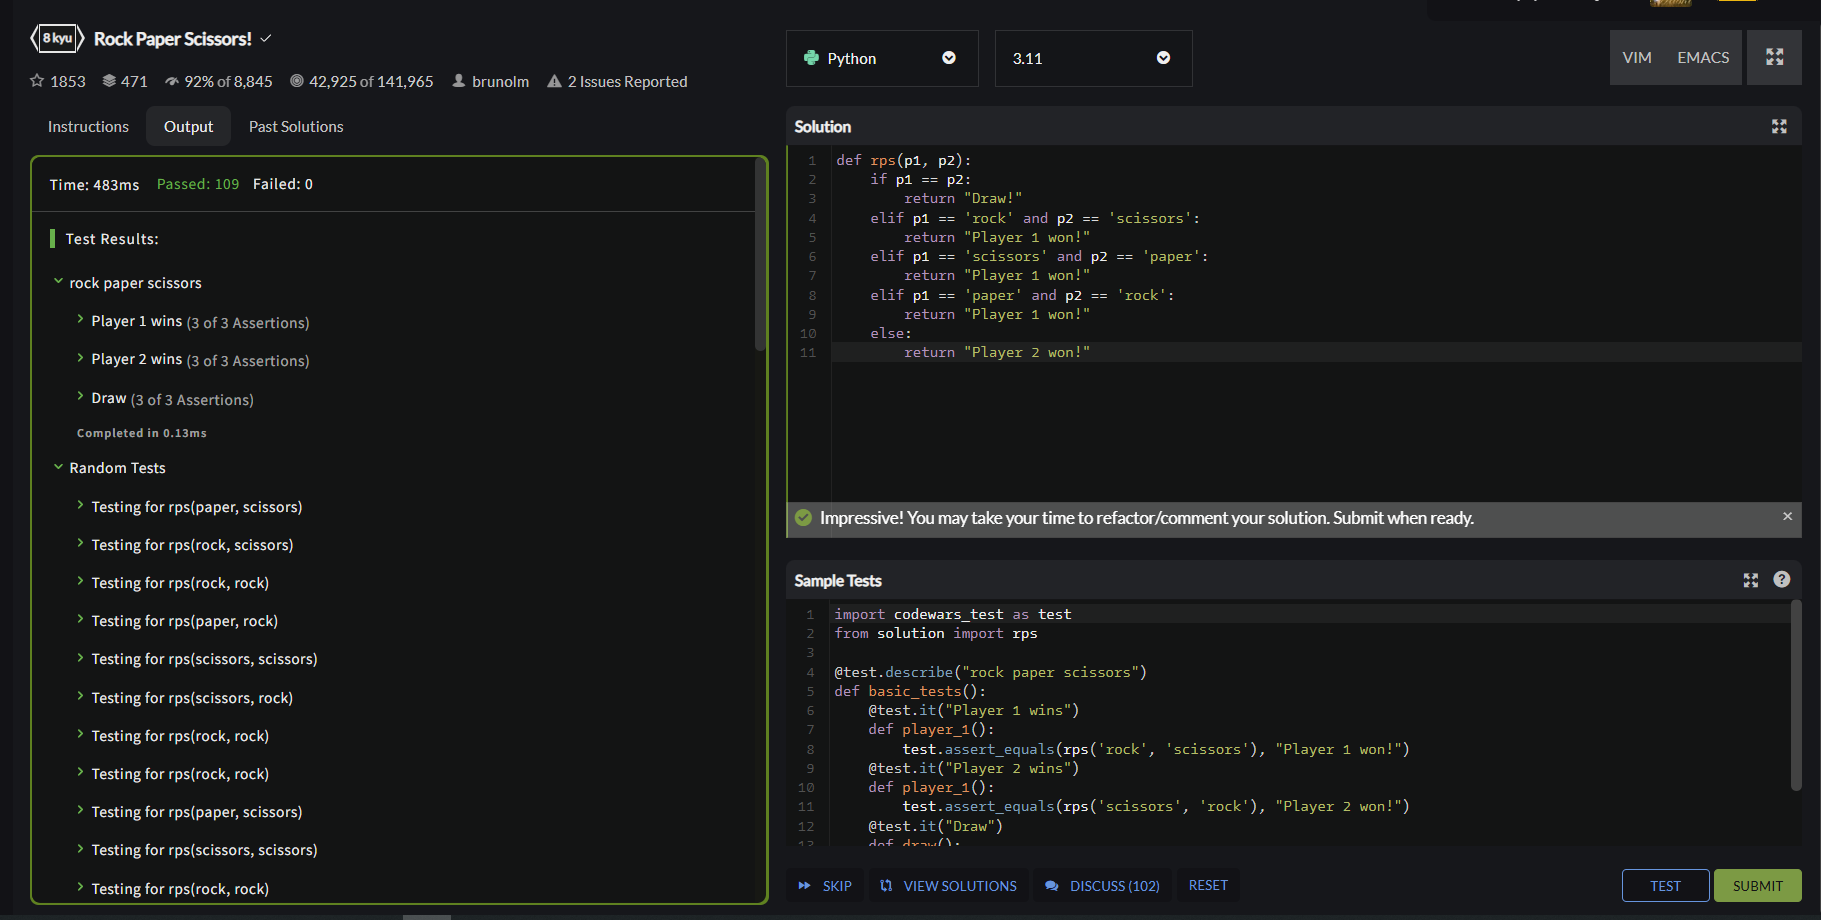 8 kyu Rock Paper Scissors!
1853 471 92% of 8,845 42,925 of 141,965 brunolm 2 Issues Reported
Instructions Output Past Solutions
Time: 483ms Passed: 109 Failed: 0
Test Results:
rock paper scissors
Player 1 wins (3 of 3 Assertions)
Player 2 wins (3 of 3 Assertions)
Draw (3 of 3 Assertions)
Completed in 0.13ms
Random Tests
Testing for rps(paper, scissors)
Testing for rps(rock, scissors)
Testing for rps(rock, rock)
Testing for rps(paper, rock)
Testing for rps(scissors, scissors)
Testing for rps(scissors, rock)
Testing for rps(rock, rock)
Testing for rps(rock, rock)
Testing for rps(paper, scissors)
Testing for rps(scissors, scissors)
Testing for rps(rock, rock)
Python 3.11 VIM EMACS
Solution
1 def rps(p1, p2):
2     if p1 == p2:
3         return "Draw!"
4     elif p1 == 'rock' and p2 == 'scissors':
5         return "Player 1 won!"
6     elif p1 == 'scissors' and p2 == 'paper':
7         return "Player 1 won!"
8     elif p1 == 'paper' and p2 == 'rock':
9         return "Player 1 won!"
10     else:
11         return "Player 2 won!"
Impressive! You may take your time to refactor/comment your solution. Submit when ready.
Sample Tests
1 import codewars_test as test
2 from solution import rps
3
4 @test.describe("rock paper scissors")
5 def basic_tests():
6     @test.it("Player 1 wins")
7     def player_1():
8         test.assert_equals(rps('rock', 'scissors'), "Player 1 won!")
9     @test.it("Player 2 wins")
10     def player_1():
11         test.assert_equals(rps('scissors', 'rock'), "Player 2 won!")
12     @test.it("Draw")
13     def draw():
SKIP VIEW SOLUTIONS DISCUSS (102) RESET TEST SUBMIT